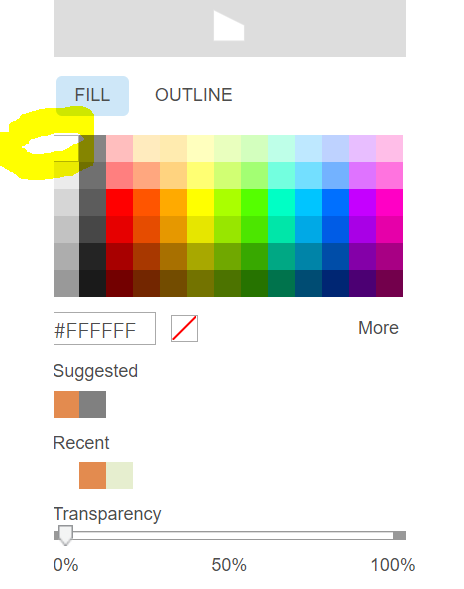 FILL OUTLINE
#FFFFFF More
Suggested
Recent
Transparency
0% 50% 100%